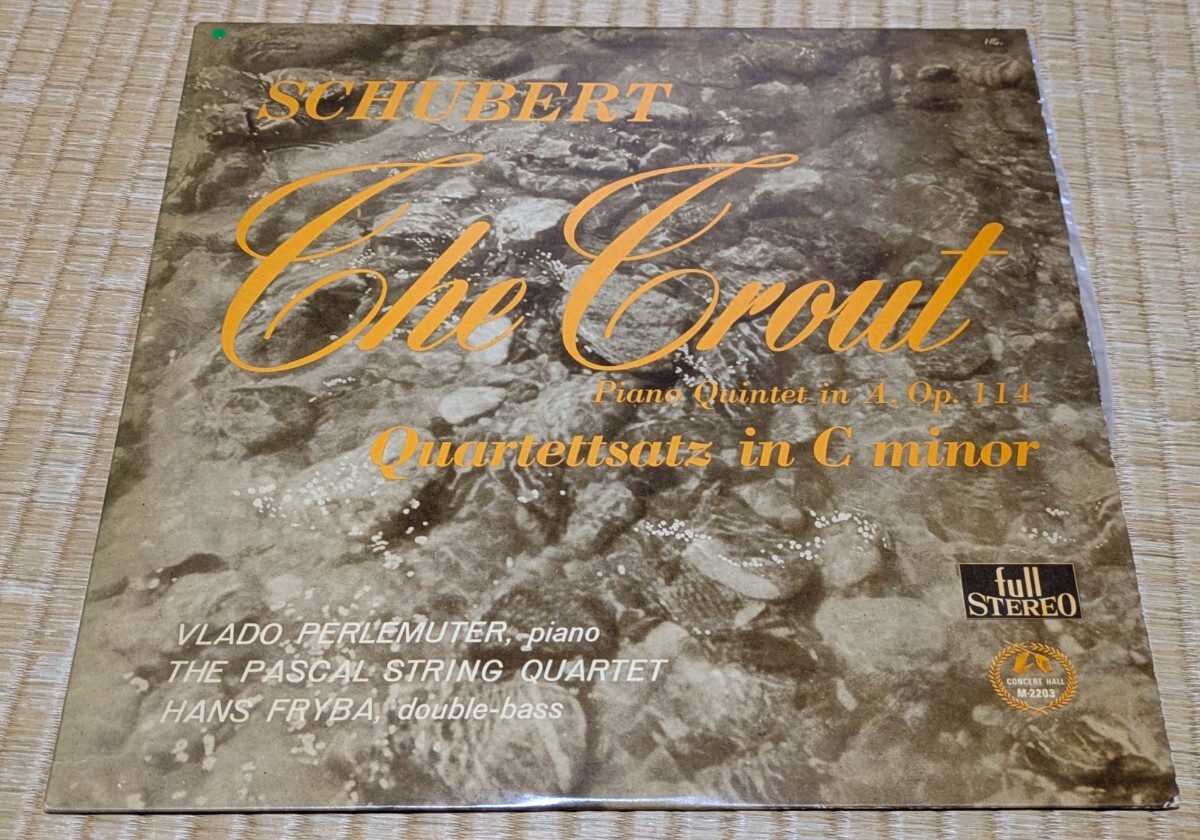 HG.
SCHUBERT
The Trout
Piano Quintet in A, Op. 114
Quartettsatz in C minor
full
STEREO
CONCERT HALL
M-2203
VLADO PERLEMUTER, piano
THE PASCAL STRING QUARTET
HANS FRYBA, double-bass